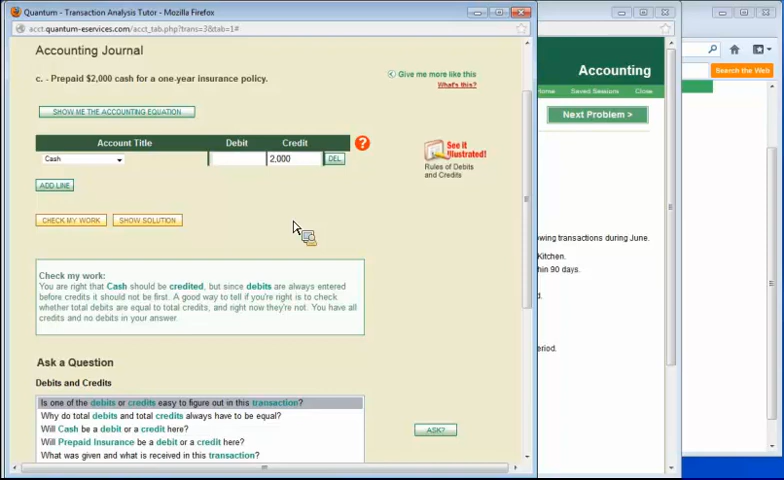 Quantum - Transaction Analysis Tutor - Mozilla Firefox
acct.quantum-eservices.com/acct_tab.php?trans=3&tab=1#
Accounting Journal
c. - Prepaid $2,000 cash for a one-year insurance policy.
Give me more like this
What's this?
SHOW ME THE ACCOUNTING EQUATION
Account Title Debit Credit ?
Cash 2,000 DEL
ADD LINE
See it Illustrated!
Rules of Debits
and Credits
CHECK MY WORK SHOW SOLUTION
Check my work:
You are right that Cash should be credited, but since debits are always entered
before credits it should not be first. A good way to tell if you're right is to check
whether total debits are equal to total credits, and right now they're not. You have all
credits and no debits in your answer.
Ask a Question
Debits and Credits
Is one of the debits or credits easy to figure out in this transaction?
Why do total debits and total credits always have to be equal?
Will Cash be a debit or a credit here?
Will Prepaid Insurance be a debit or a credit here?
What was given and what is received in this transaction?
ASK?
Accounting
Home Saved Sessions Close
Next Problem >
owing transactions during June.
Kitchen.
hin 90 days.
d.
period.
Search the Web